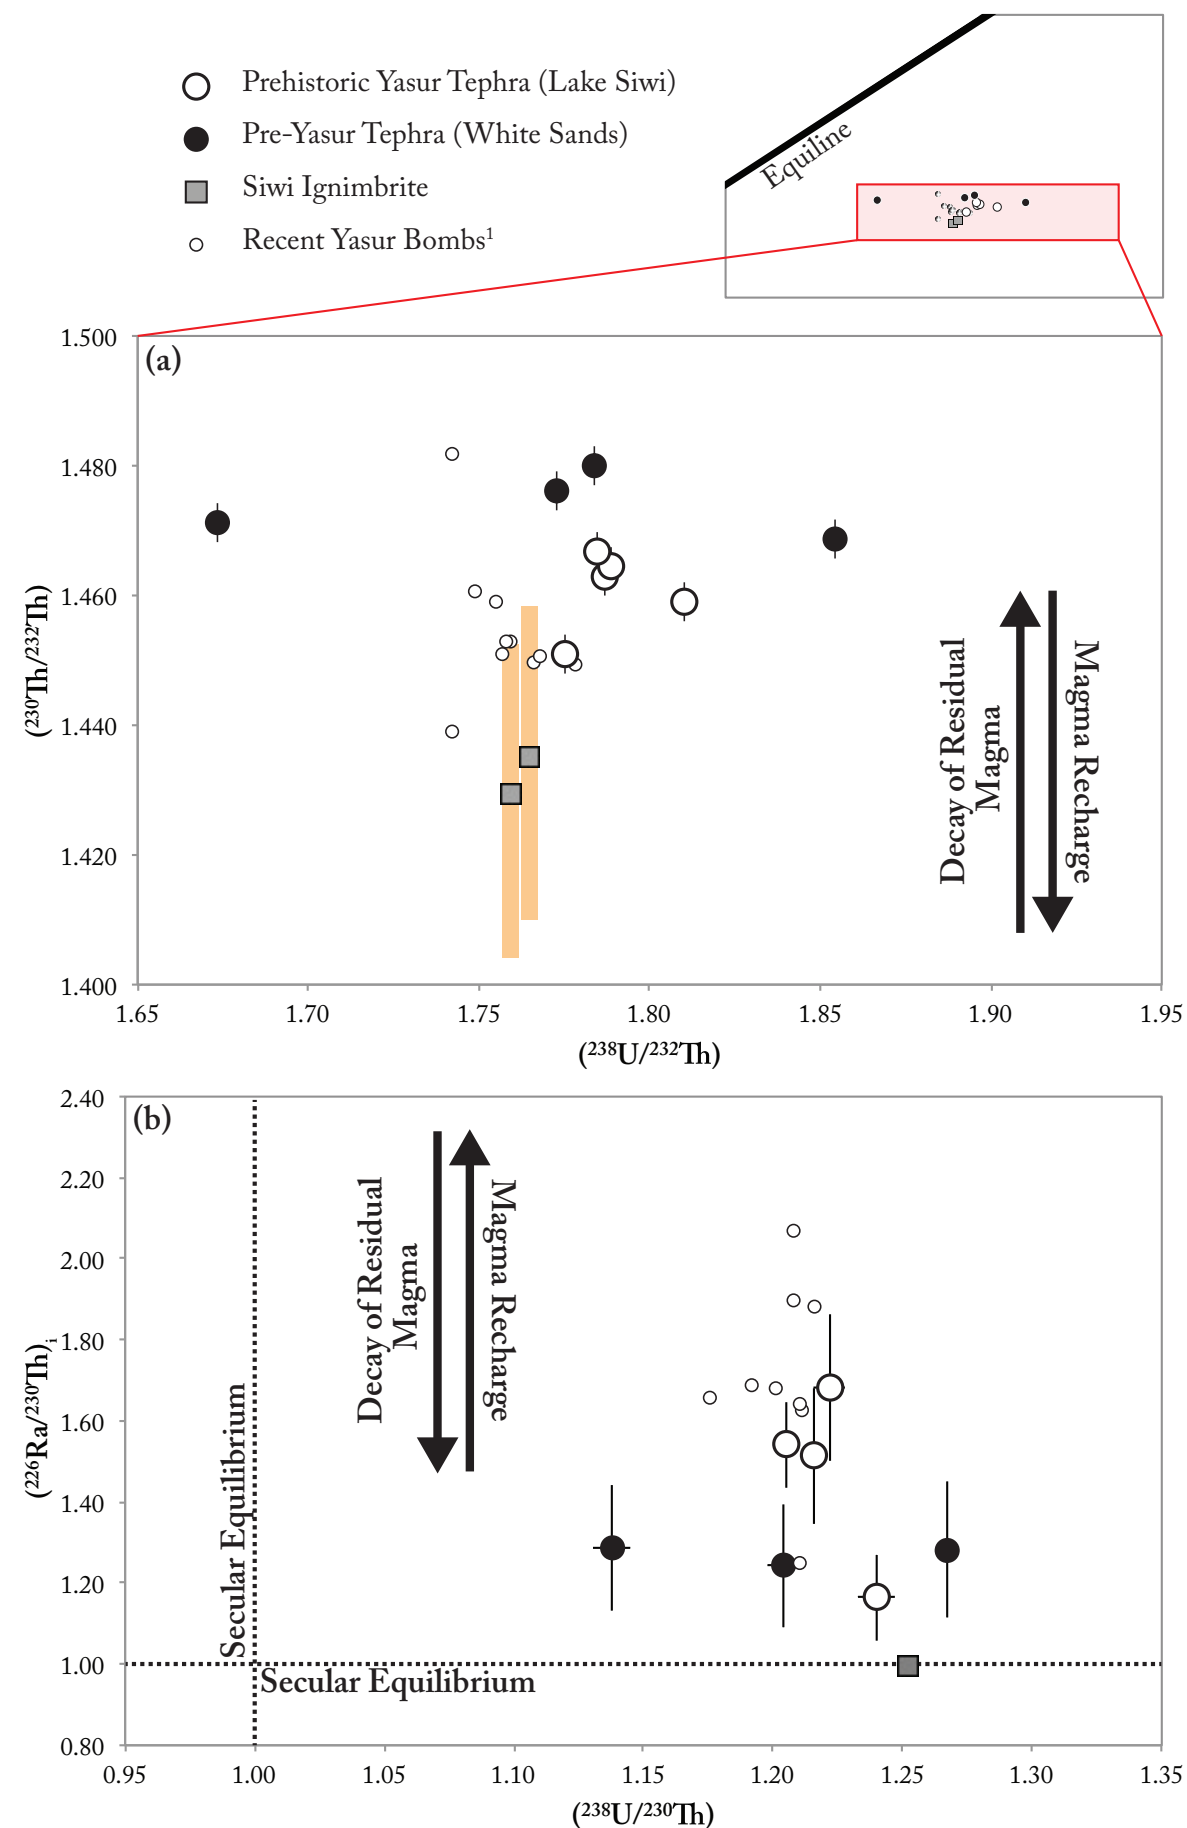 Prehistoric Yasur Tephra (Lake Siwi)
Pre-Yasur Tephra (White Sands)
Siwi Ignimbrite
Recent Yasur Bombs¹
Equiline
(a)
1.500
1.480
1.460
1.440
1.420
1.400
(²³⁰Th/²³²Th)
Decay of Residual
Magma
Magma Recharge
1.65
1.70
1.75
1.80
1.85
1.90
1.95
(²³⁸U/²³²Th)
(b)
2.40
2.20
2.00
1.80
1.60
1.40
1.20
1.00
0.80
(²²⁶Ra/²³⁰Th)ᵢ
Decay of Residual
Magma
Magma Recharge
Secular Equilibrium
Secular Equilibrium
0.95
1.00
1.05
1.10
1.15
1.20
1.25
1.30
1.35
(²³⁸U/²³⁰Th)